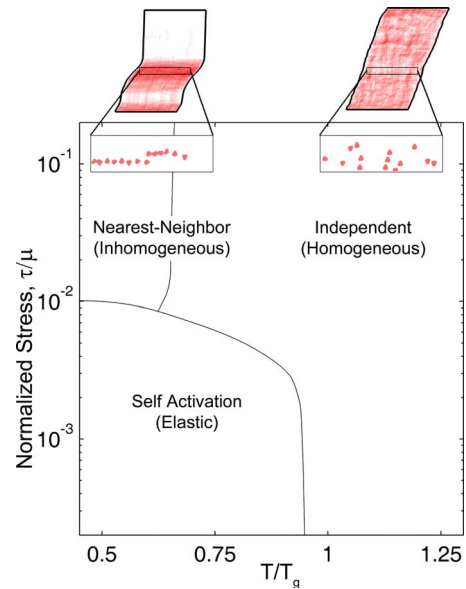 10⁻¹
Nearest-Neighbor
(Inhomogeneous)
Independent
(Homogeneous)
Normalized Stress, τ/μ
10⁻²
Self Activation
(Elastic)
10⁻³
0.5 0.75 1 1.25
T/Tg